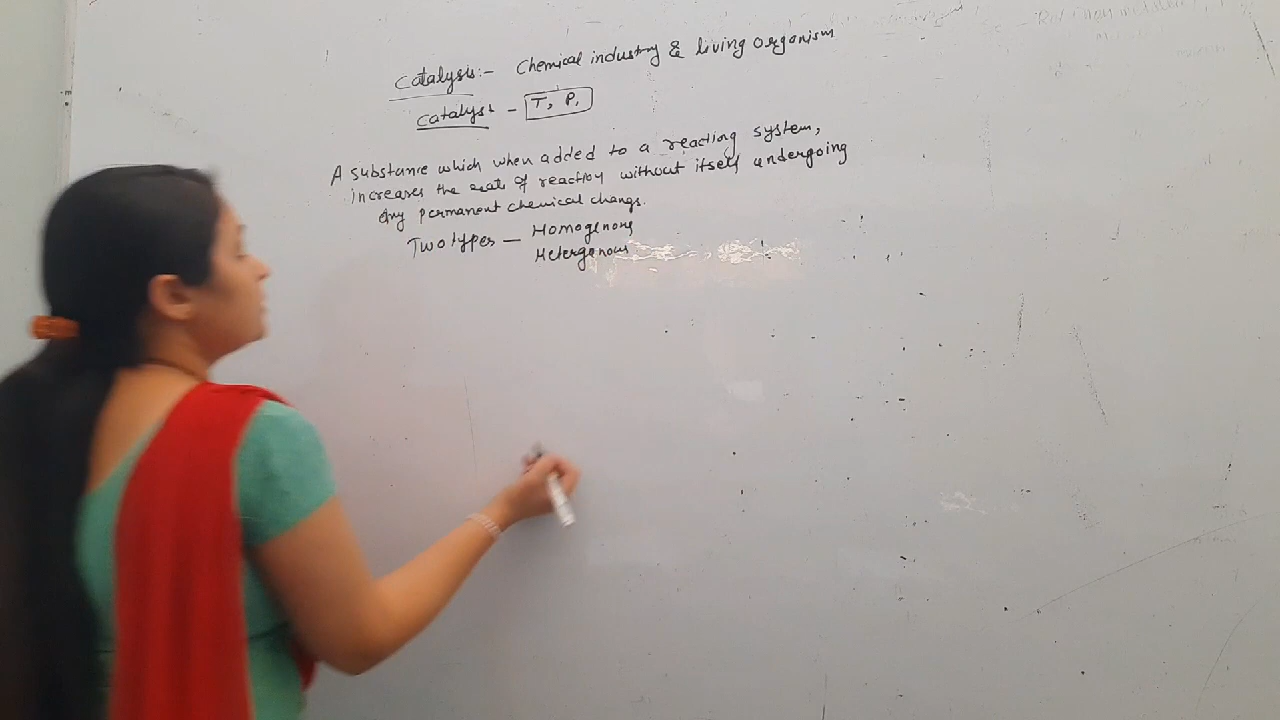 Catalysis:- Chemical industry & living organism
Catalyst - T, P,
A substance which when added to a reacting system,
increases the rate of reaction without itself undergoing
any permanent chemical change.
Two types — Homogenous
Hetergonous